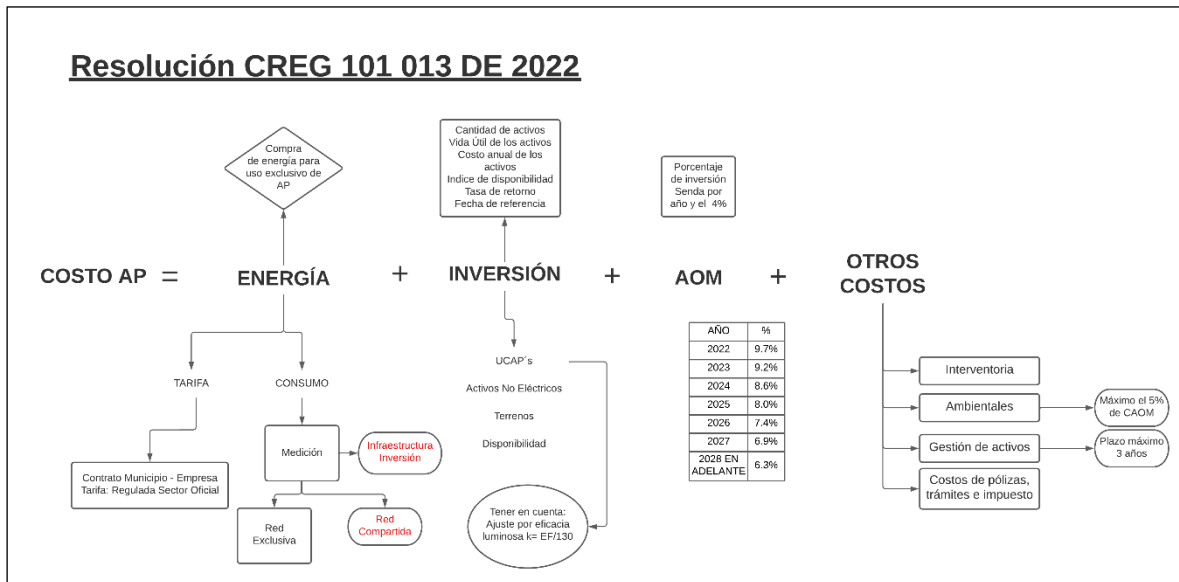 Resolución CREG 101 013 DE 2022
Compra
de energía para
uso exclusivo de
AP
Cantidad de activos
Vida Útil de los activos
Costo anual de los
activos
Indice de disponibilidad
Tasa de retorno
Fecha de referencia
Porcentaje
de inversión
Senda por
año y el 4%
COSTO AP = ENERGÍA + INVERSIÓN + AOM + OTROS
COSTOS
TARIFA
CONSUMO
Contrato Municipio - Empresa
Tarifa: Regulada Sector Oficial
Medición
Infraestructura
Inversión
Red
Exclusiva
Red
Compartida
UCAP´s
Activos No Eléctricos
Terrenos
Disponibilidad
Tener en cuenta:
Ajuste por eficacia
luminosa k= EF/130
AÑO %
2022 9.7%
2023 9.2%
2024 8.6%
2025 8.0%
2026 7.4%
2027 6.9%
2028 EN
ADELANTE 6.3%
Interventoria
Ambientales
Máximo el 5%
de CAOM
Gestión de activos
Plazo máximo
3 años
Costos de pólizas,
trámites e impuesto